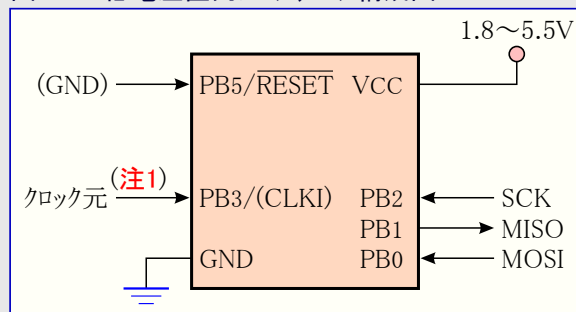 1.8～5.5V
(GND)
PB5/RESET
VCC
クロック元
(注1)
PB3/(CLKI)
PB2
SCK
PB1
MISO
GND
PB0
MOSI